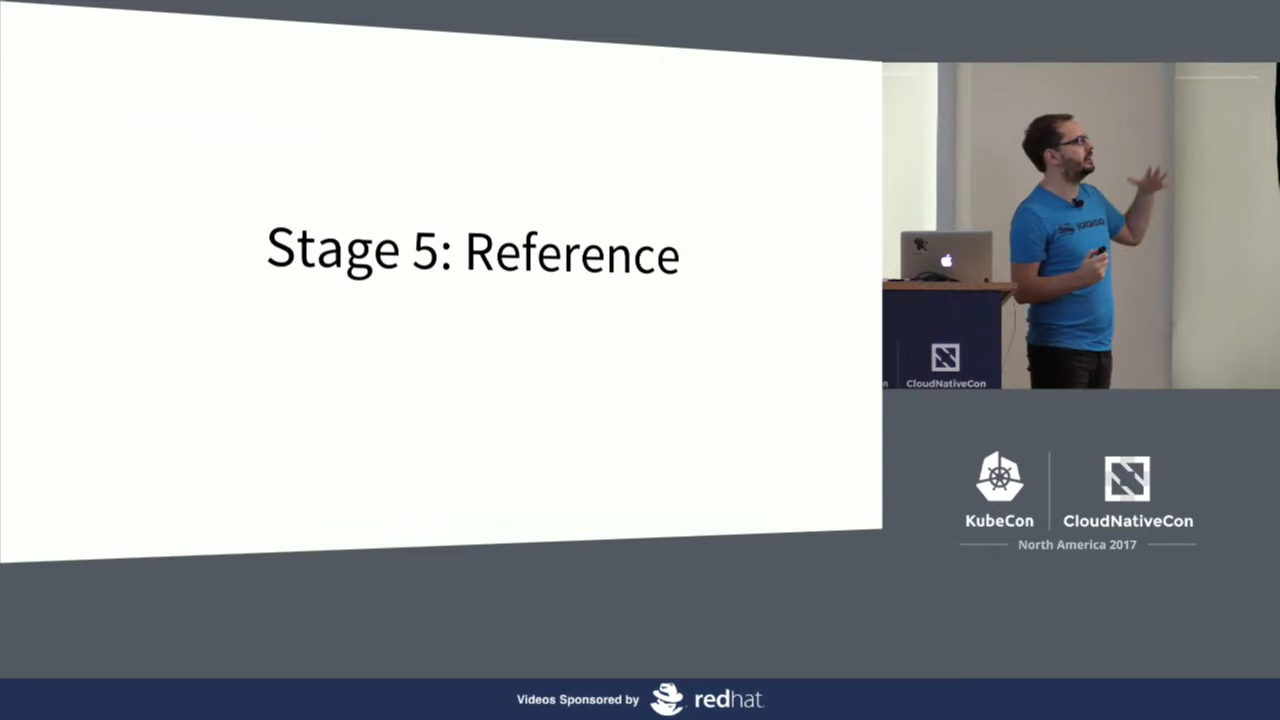 Stage 5: Reference
CloudNativeCon
KubeCon
CloudNativeCon
North America 2017
Videos Sponsored by
redhat.